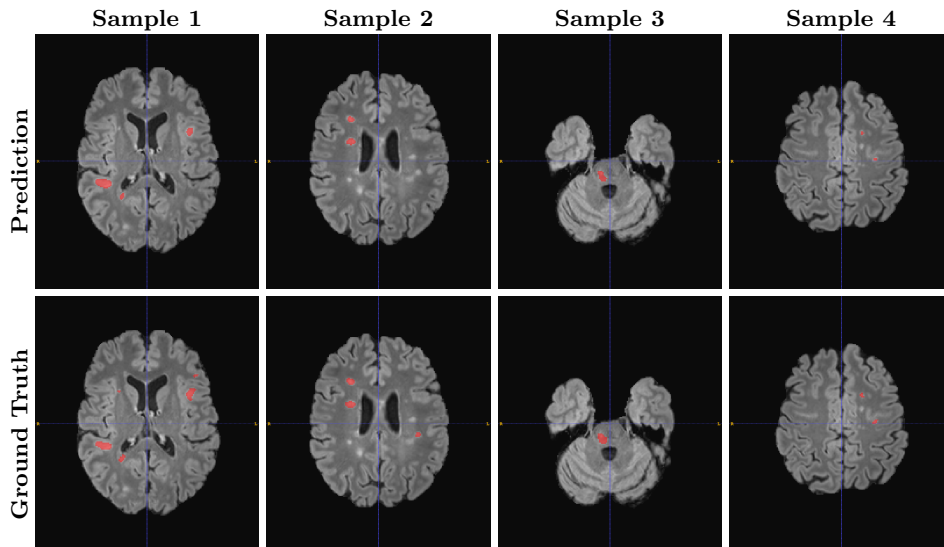 Sample 1 Sample 2 Sample 3 Sample 4
Prediction
R L R L R L R L
Ground Truth
R L R L R L R L